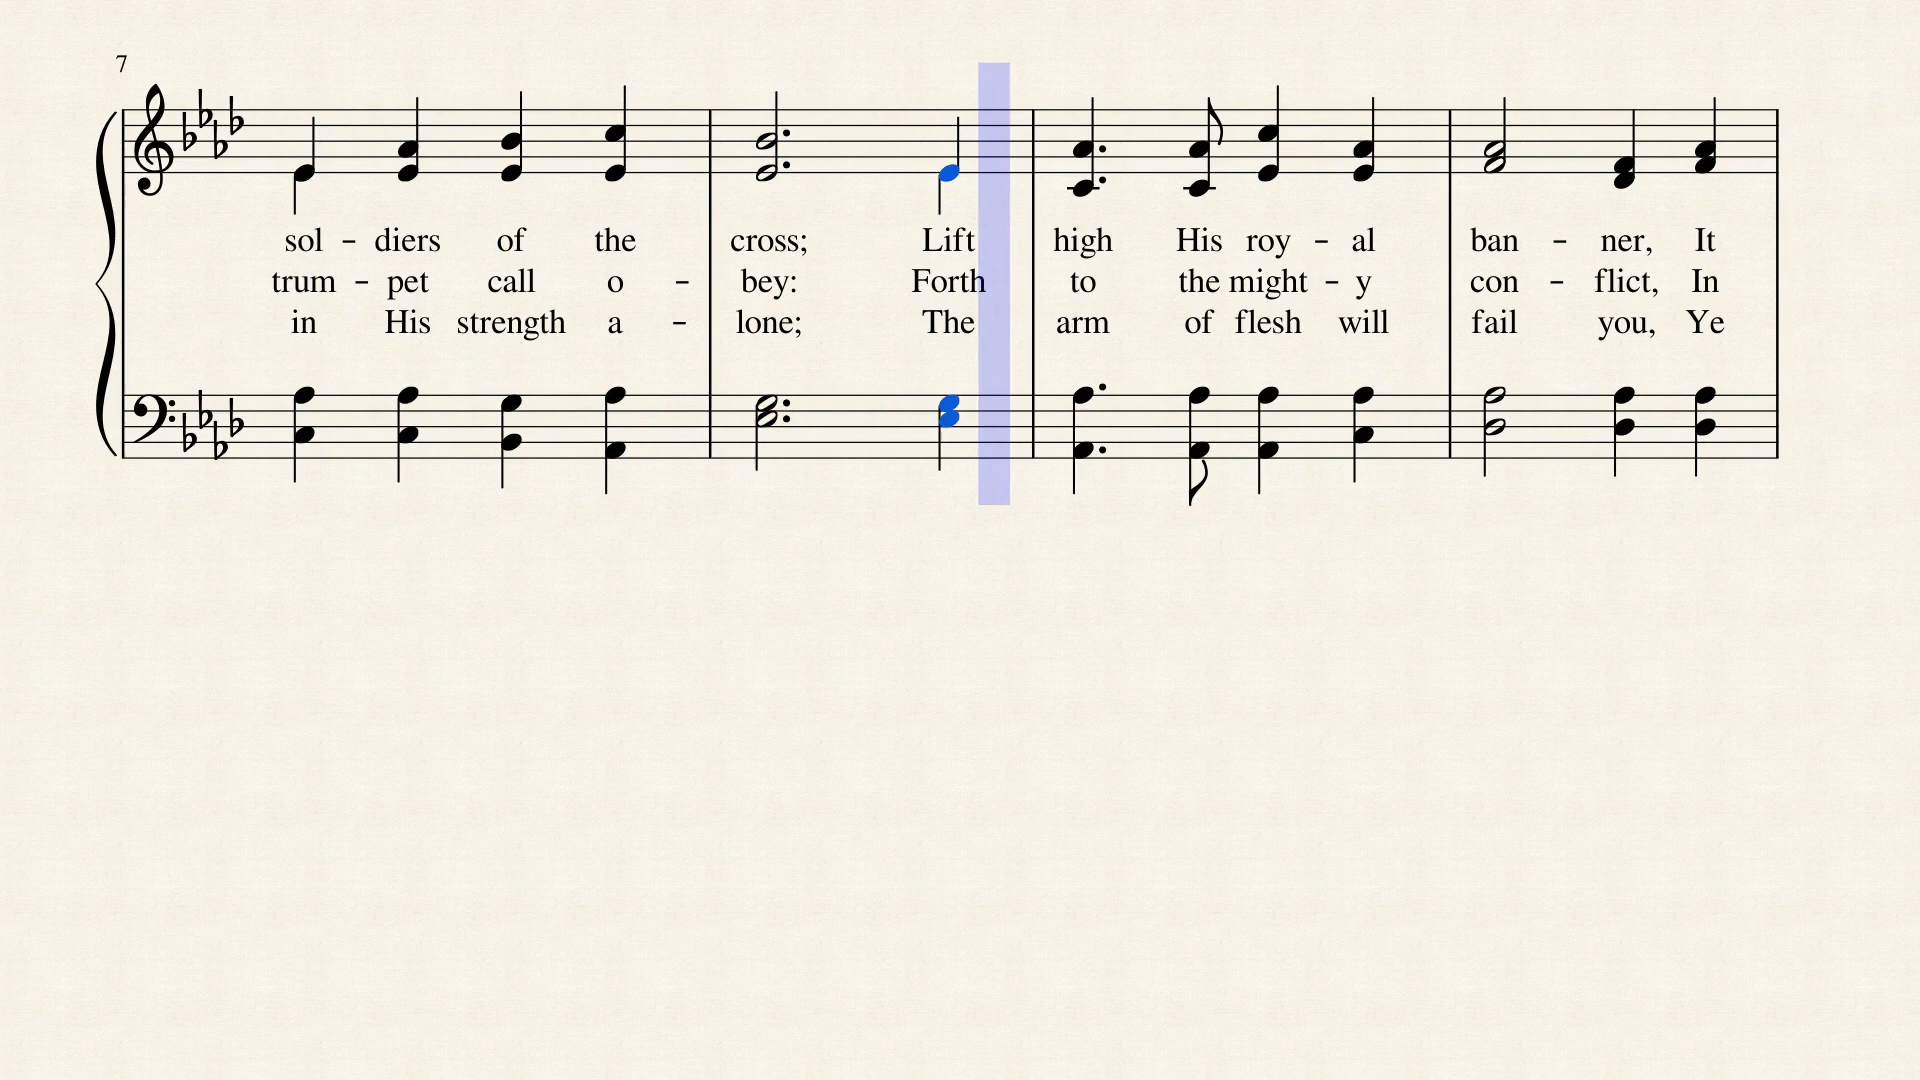 7
sol - diers of the cross; Lift high His roy - al ban - ner, It
trum - pet call o - bey: Forth to the might - y con - flict, In
in His strength a - lone; The arm of flesh will fail you, Ye